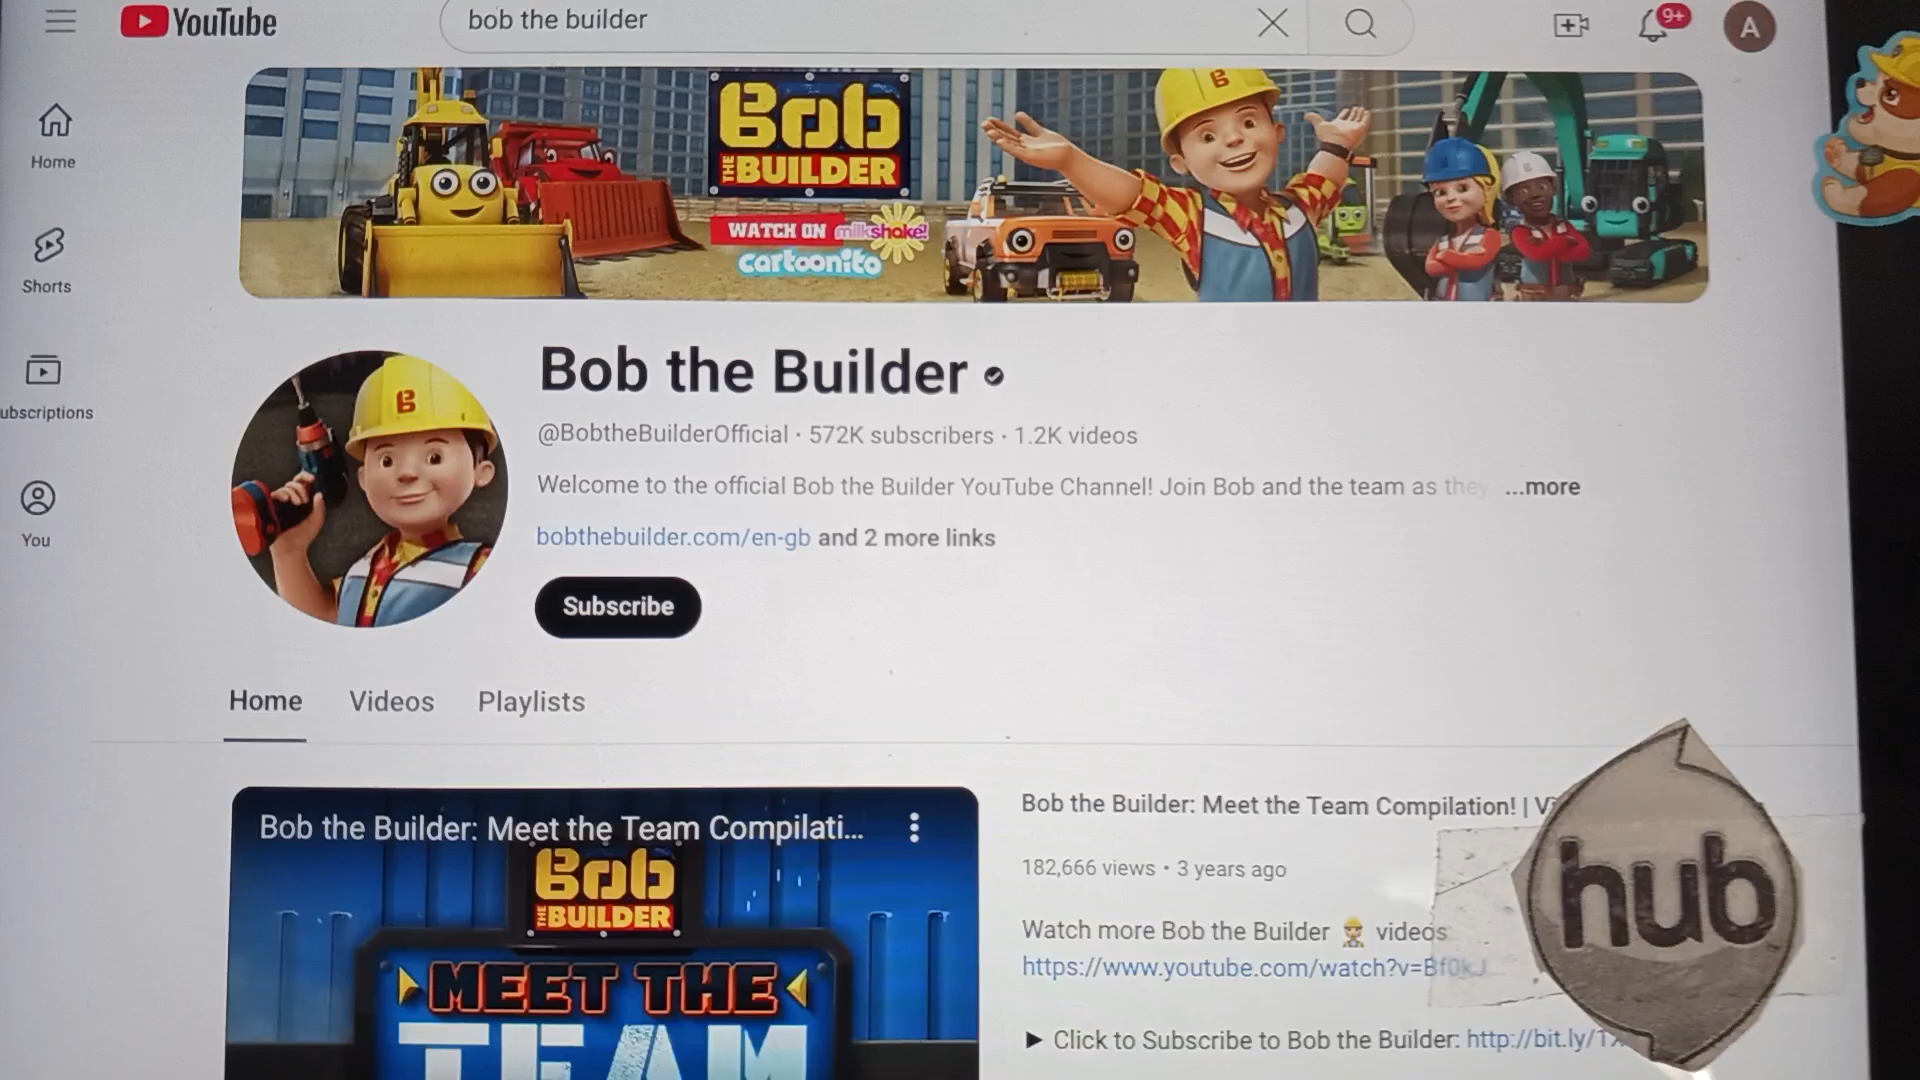 YouTube
bob the builder
9+
A
Home
Shorts
ubscriptions
You
B
Bob
THE BUILDER
WATCH ON milkshake!
cartoonito
B
Bob the Builder
@BobtheBuilderOfficial · 572K subscribers · 1.2K videos
Welcome to the official Bob the Builder YouTube Channel! Join Bob and the team as they ...more
bobthebuilder.com/en-gb and 2 more links
Subscribe
Home Videos Playlists
Bob the Builder: Meet the Team Compilati...
Bob
THE BUILDER
MEET THE
TEAM
Bob the Builder: Meet the Team Compilation! | Vi
182,666 views • 3 years ago
Watch more Bob the Builder 👷 videos
https://www.youtube.com/watch?v=Bf0kJ
▶ Click to Subscribe to Bob the Builder: http://bit.ly/1
hub